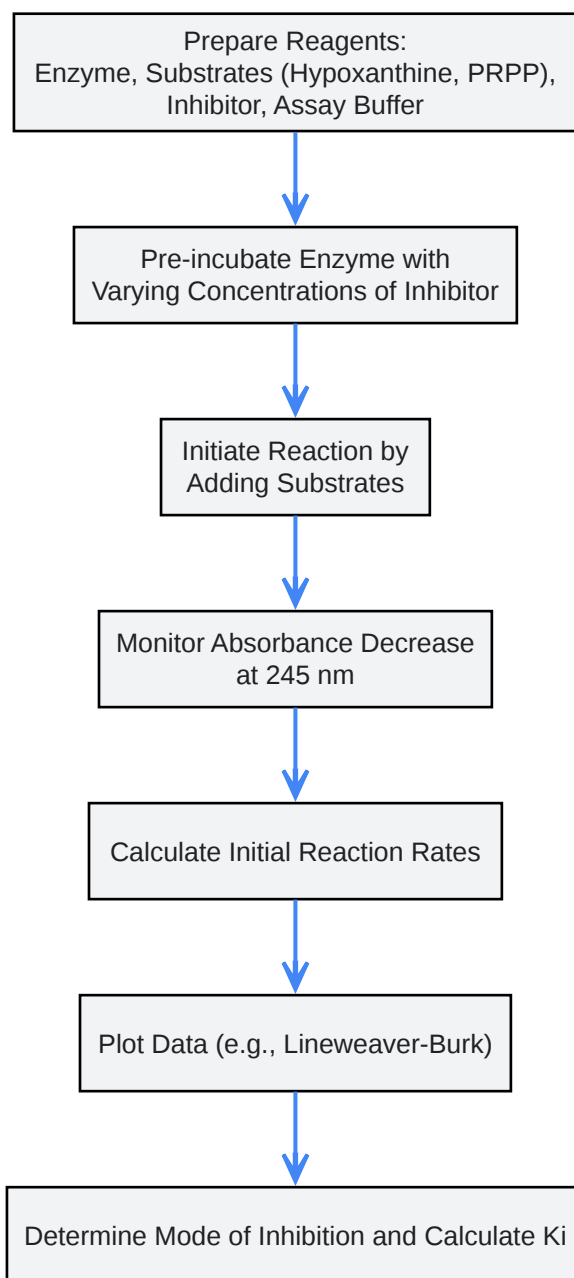 Prepare Reagents:
Enzyme, Substrates (Hypoxanthine, PRPP),
Inhibitor, Assay Buffer
Pre-incubate Enzyme with
Varying Concentrations of Inhibitor
Initiate Reaction by
Adding Substrates
Monitor Absorbance Decrease
at 245 nm
Calculate Initial Reaction Rates
Plot Data (e.g., Lineweaver-Burk)
Determine Mode of Inhibition and Calculate Ki